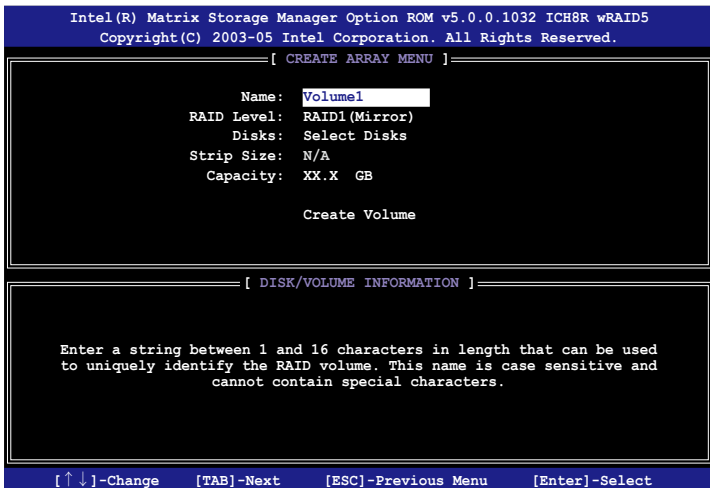 Intel(R) Matrix Storage Manager Option ROM v5.0.0.1032 ICH8R wRAID5
Copyright(C) 2003-05 Intel Corporation. All Rights Reserved.
[ CREATE ARRAY MENU ]
Name: Volume1
RAID Level: RAID1(Mirror)
Disks: Select Disks
Strip Size: N/A
Capacity: XX.X GB
Create Volume
[ DISK/VOLUME INFORMATION ]
Enter a string between 1 and 16 characters in length that can be used
to uniquely identify the RAID volume. This name is case sensitive and
cannot contain special characters.
[↑↓]-Change [TAB]-Next [ESC]-Previous Menu [Enter]-Select